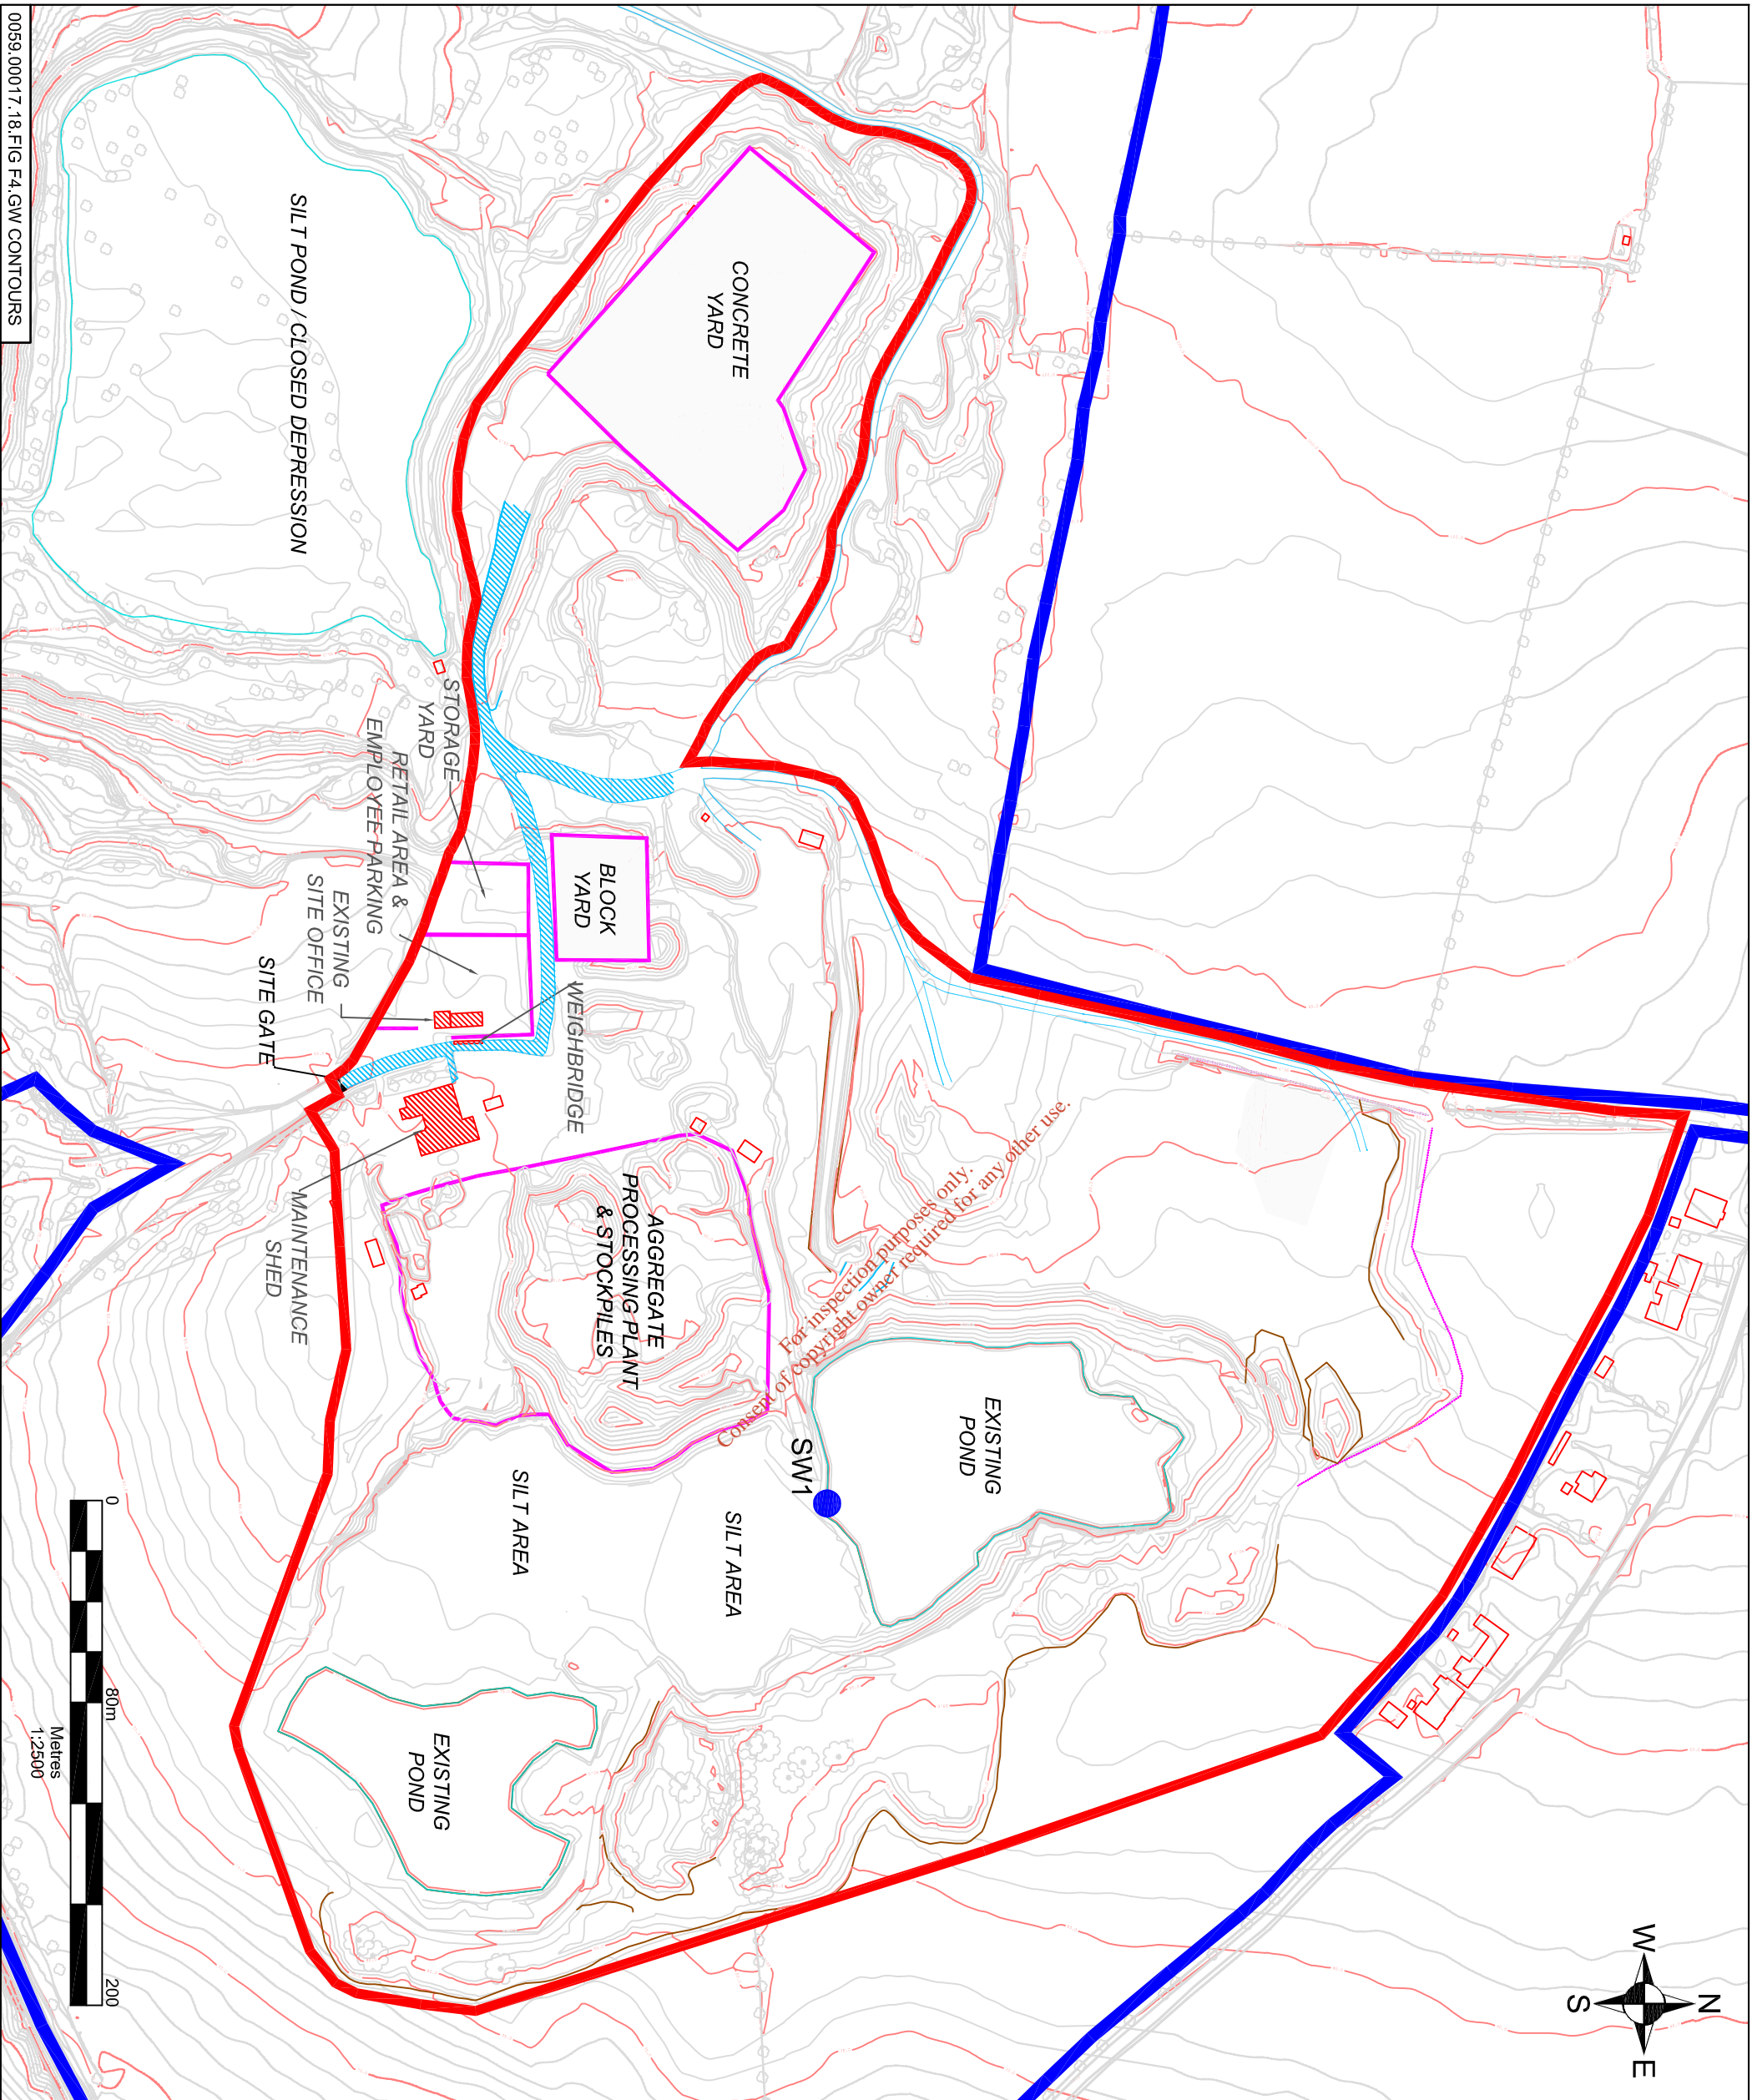 0059.00017.18.FIG F4.GW CONTOURS
N
W
E
S
SILT POND / CLOSED DEPRESSION
CONCRETE
YARD
STORAGE
YARD
RETAIL AREA &
EMPLOYEE PARKING
EXISTING
SITE OFFICE
SITE GATE
BLOCK
YARD
WEIGHBRIDGE
MAINTENANCE
SHED
AGGREGATE
PROCESSING PLANT
& STOCKPILES
SILT AREA
SILT AREA
SW1
EXISTING
POND
EXISTING
POND
For inspection purposes only.
Consent of copyright owner required for any other use.
0
80m
200
Metres
1:2500